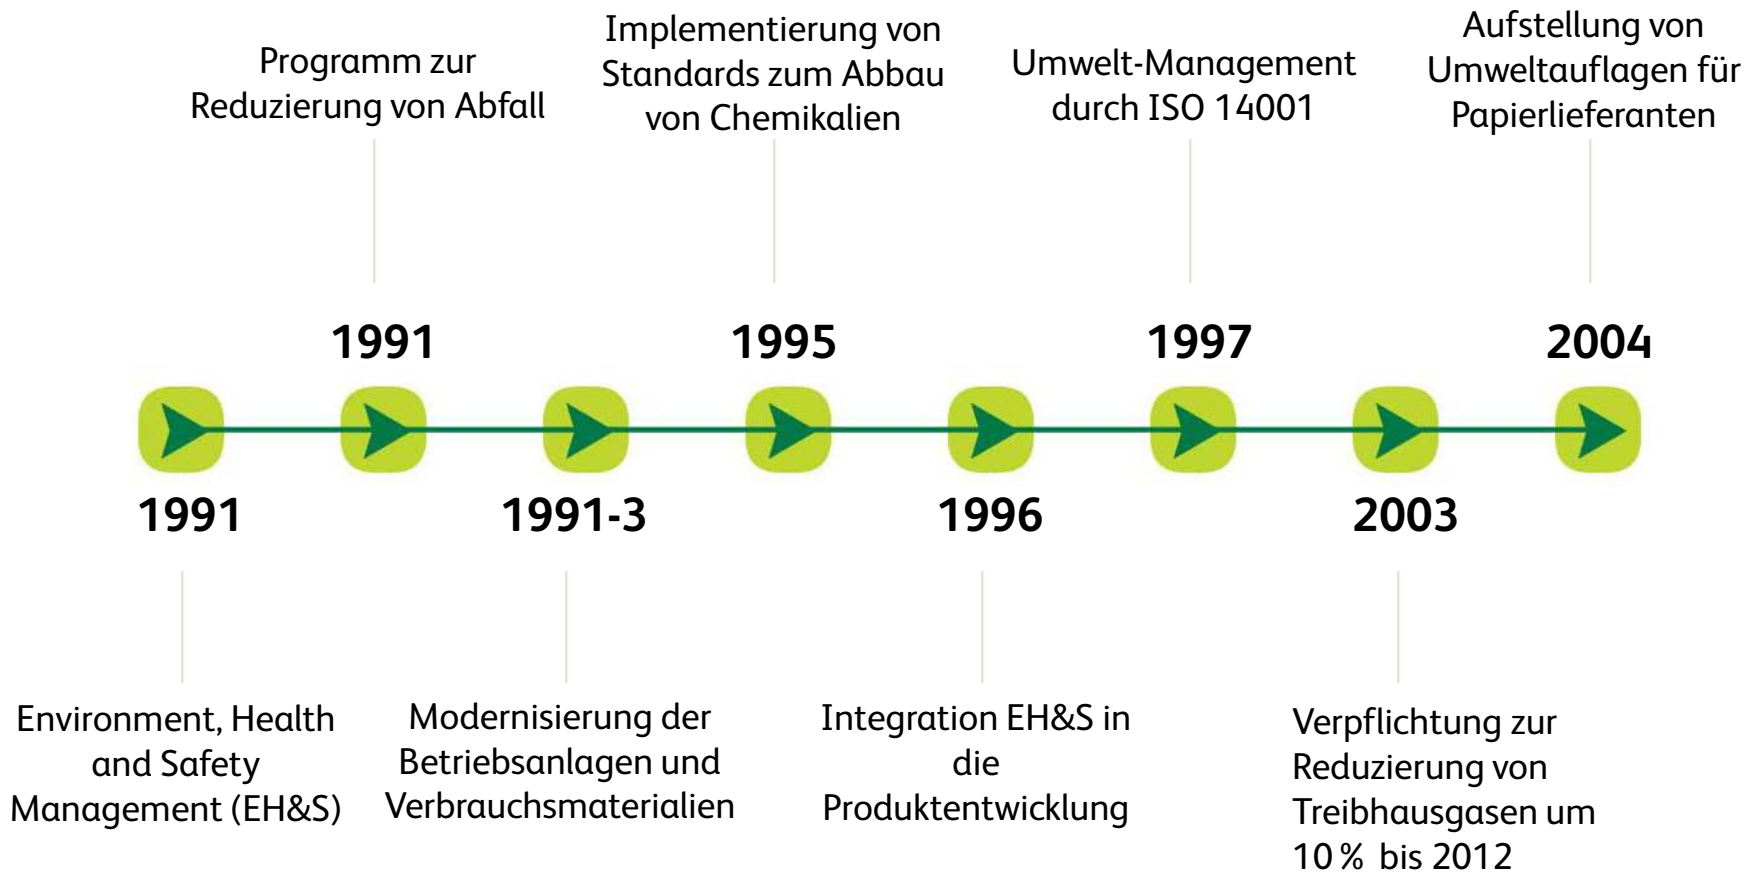 Programm zur
Reduzierung von Abfall
Implementierung von
Standards zum Abbau
von Chemikalien
Umwelt-Management
durch ISO 14001
Aufstellung von
Umweltauflagen für
Papierlieferanten
1991
1995
1997
2004
1991
1991-3
1996
2003
Environment, Health
and Safety
Management (EH&S)
Modernisierung der
Betriebsanlagen und
Verbrauchsmaterialien
Integration EH&S in
die
Produktentwicklung
Verpflichtung zur
Reduzierung von
Treibhausgasen um
10 % bis 2012